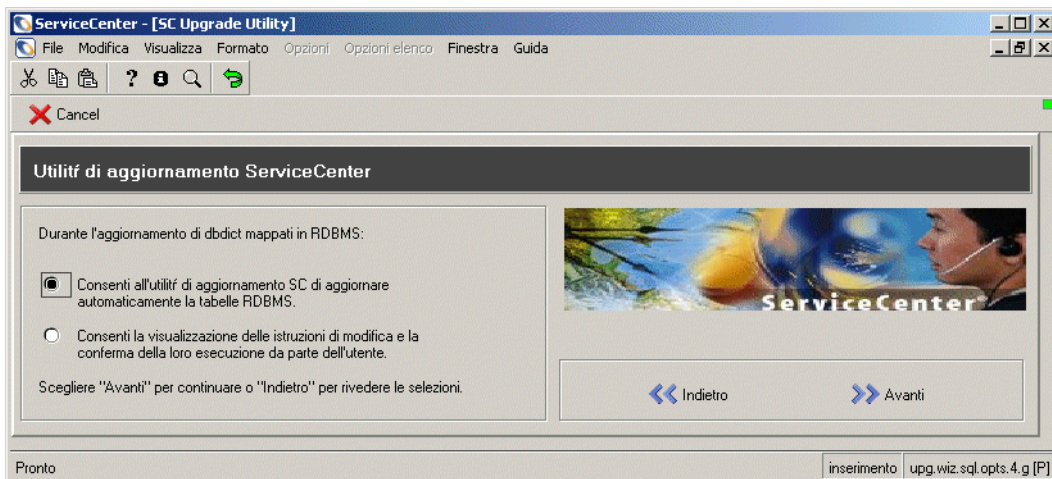 ServiceCenter - [SC Upgrade Utility]
File Modifica Visualizza Formato Opzioni Opzioni elenco Finestra Guida
Cancel
Utilitŕ di aggiornamento ServiceCenter
Durante l'aggiornamento di dbdict mappati in RDBMS:
Consenti all'utilitŕ di aggiornamento SC di aggiornare
automaticamente la tabelle RDBMS.
Consenti la visualizzazione delle istruzioni di modifica e la
conferma della loro esecuzione da parte dell'utente.
Scegliere "Avanti" per continuare o "Indietro" per rivedere le selezioni.
ServiceCenter
Indietro
Avanti
Pronto
inserimento
upg.wiz.sql.opts.4.g [P]